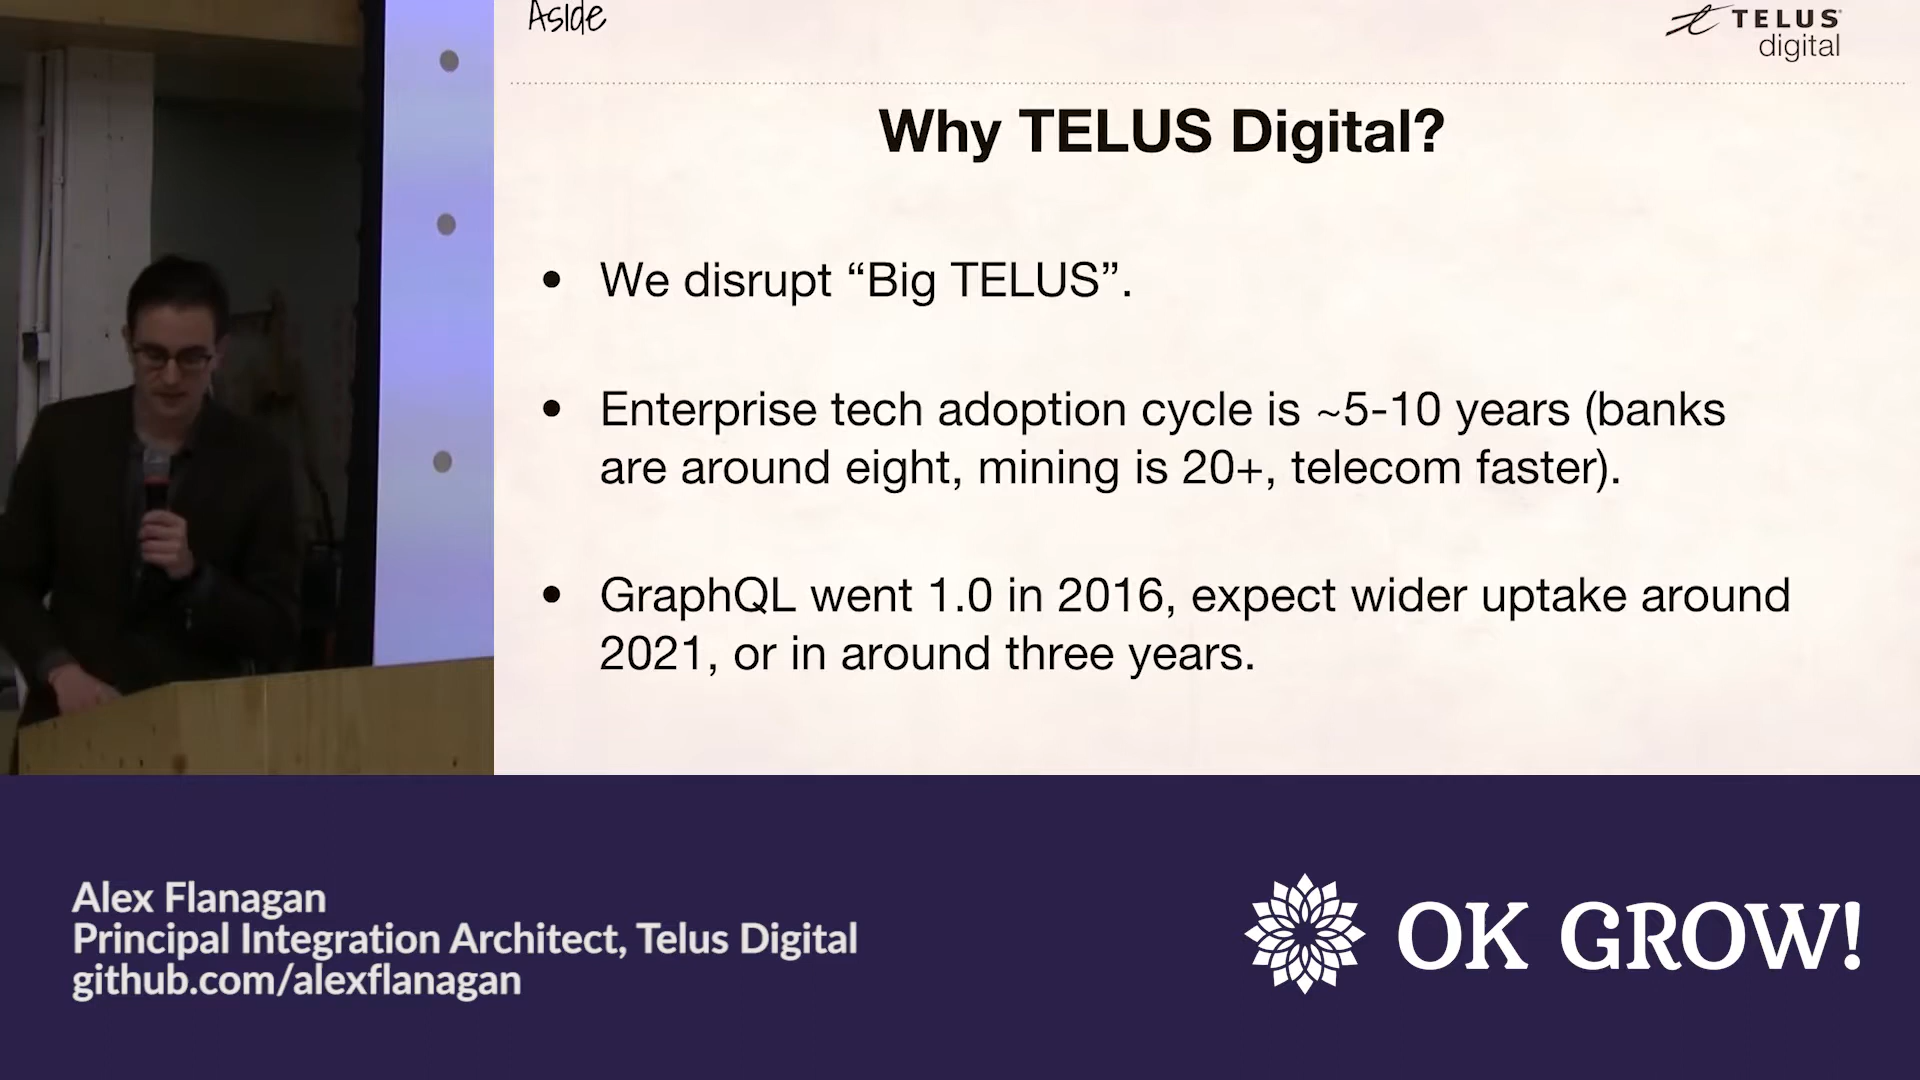 Aside
TELUS
digital
Why TELUS Digital?
• We disrupt “Big TELUS”.
• Enterprise tech adoption cycle is ~5-10 years (banks
are around eight, mining is 20+, telecom faster).
• GraphQL went 1.0 in 2016, expect wider uptake around
2021, or in around three years.
Alex Flanagan
Principal Integration Architect, Telus Digital
github.com/alexflanagan
OK GROW!